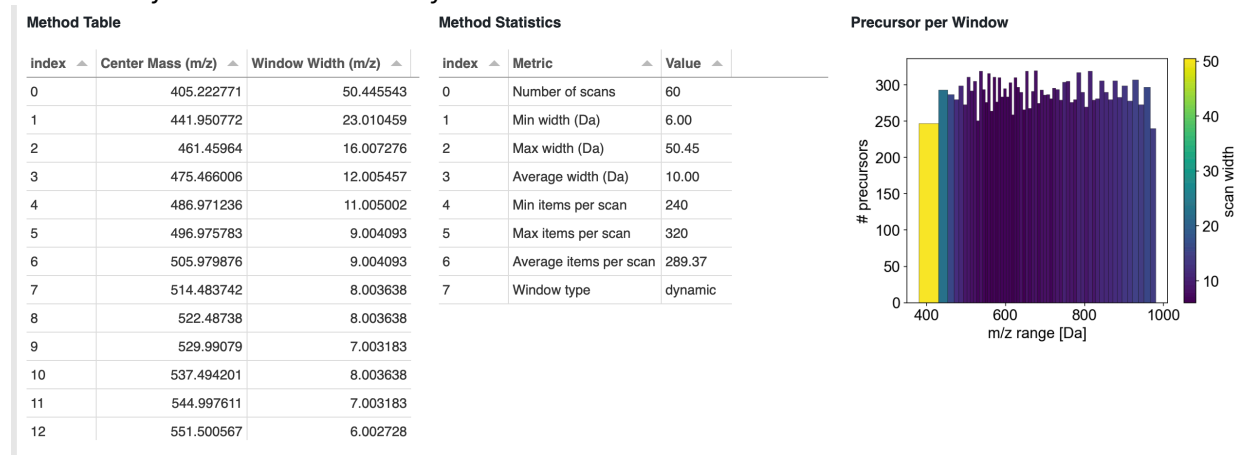 Method Table
index Center Mass (m/z) Window Width (m/z)
0 405.222771 50.445543
1 441.950772 23.010459
2 461.45964 16.007276
3 475.466006 12.005457
4 486.971236 11.005002
5 496.975783 9.004093
6 505.979876 9.004093
7 514.483742 8.003638
8 522.48738 8.003638
9 529.99079 7.003183
10 537.494201 8.003638
11 544.997611 7.003183
12 551.500567 6.002728
Method Statistics
index Metric Value
0 Number of scans 60
1 Min width (Da) 6.00
2 Max width (Da) 50.45
3 Average width (Da) 10.00
4 Min items per scan 240
5 Max items per scan 320
6 Average items per scan 289.37
7 Window type dynamic
Precursor per Window
# precursors
300
250
200
150
100
50
0
400 600 800 1000
m/z range [Da]
50
40
30
20
10
scan width